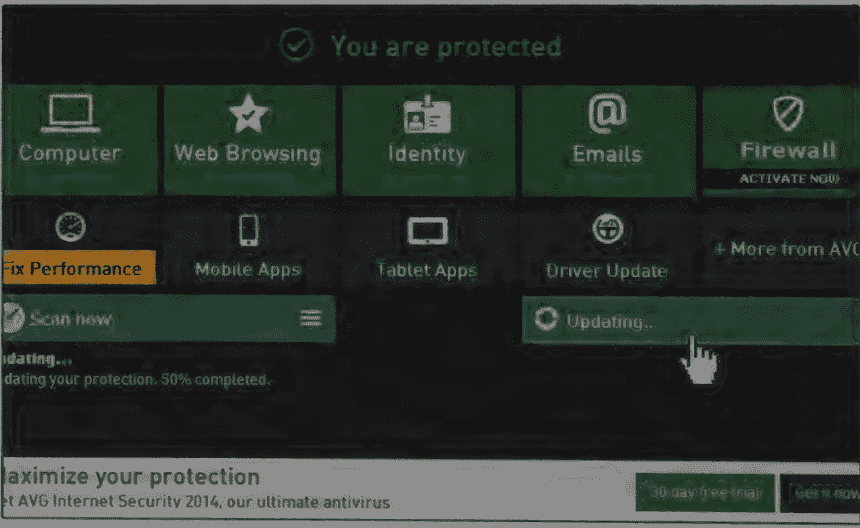 You are protected
Computer
Web Browsing
Identity
Emails
Firewall
ACTIVATE NOW
Fix Performance
Mobile Apps
Tablet Apps
Driver Update
+ More from AVG
Scan now
Updating...
pdating...
dating your protection. 50% completed.
Maximize your protection
et AVG Internet Security 2014, our ultimate antivirus
30 day free trial
Get it now